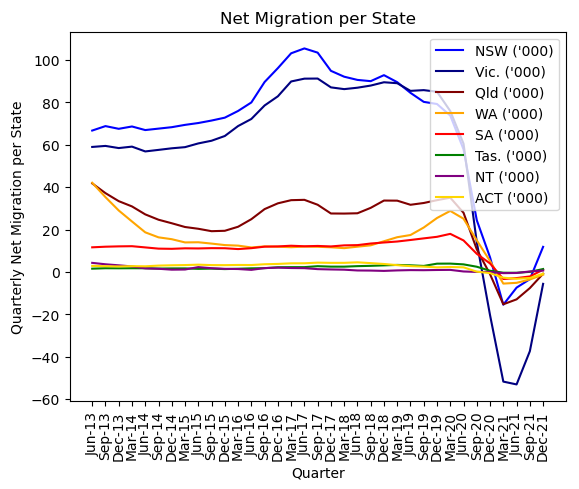 Net Migration per State
Quarterly Net Migration per State
100
80
60
40
20
0
−20
−40
−60
NSW ('000)
Vic. ('000)
Qld ('000)
WA ('000)
SA ('000)
Tas. ('000)
NT ('000)
ACT ('000)
Jun-13
Sep-13
Dec-13
Mar-14
Jun-14
Sep-14
Dec-14
Mar-15
Jun-15
Sep-15
Dec-15
Mar-16
Jun-16
Sep-16
Dec-16
Mar-17
Jun-17
Sep-17
Dec-17
Mar-18
Jun-18
Sep-18
Dec-18
Mar-19
Jun-19
Sep-19
Dec-19
Mar-20
Jun-20
Sep-20
Dec-20
Mar-21
Jun-21
Sep-21
Dec-21
Quarter